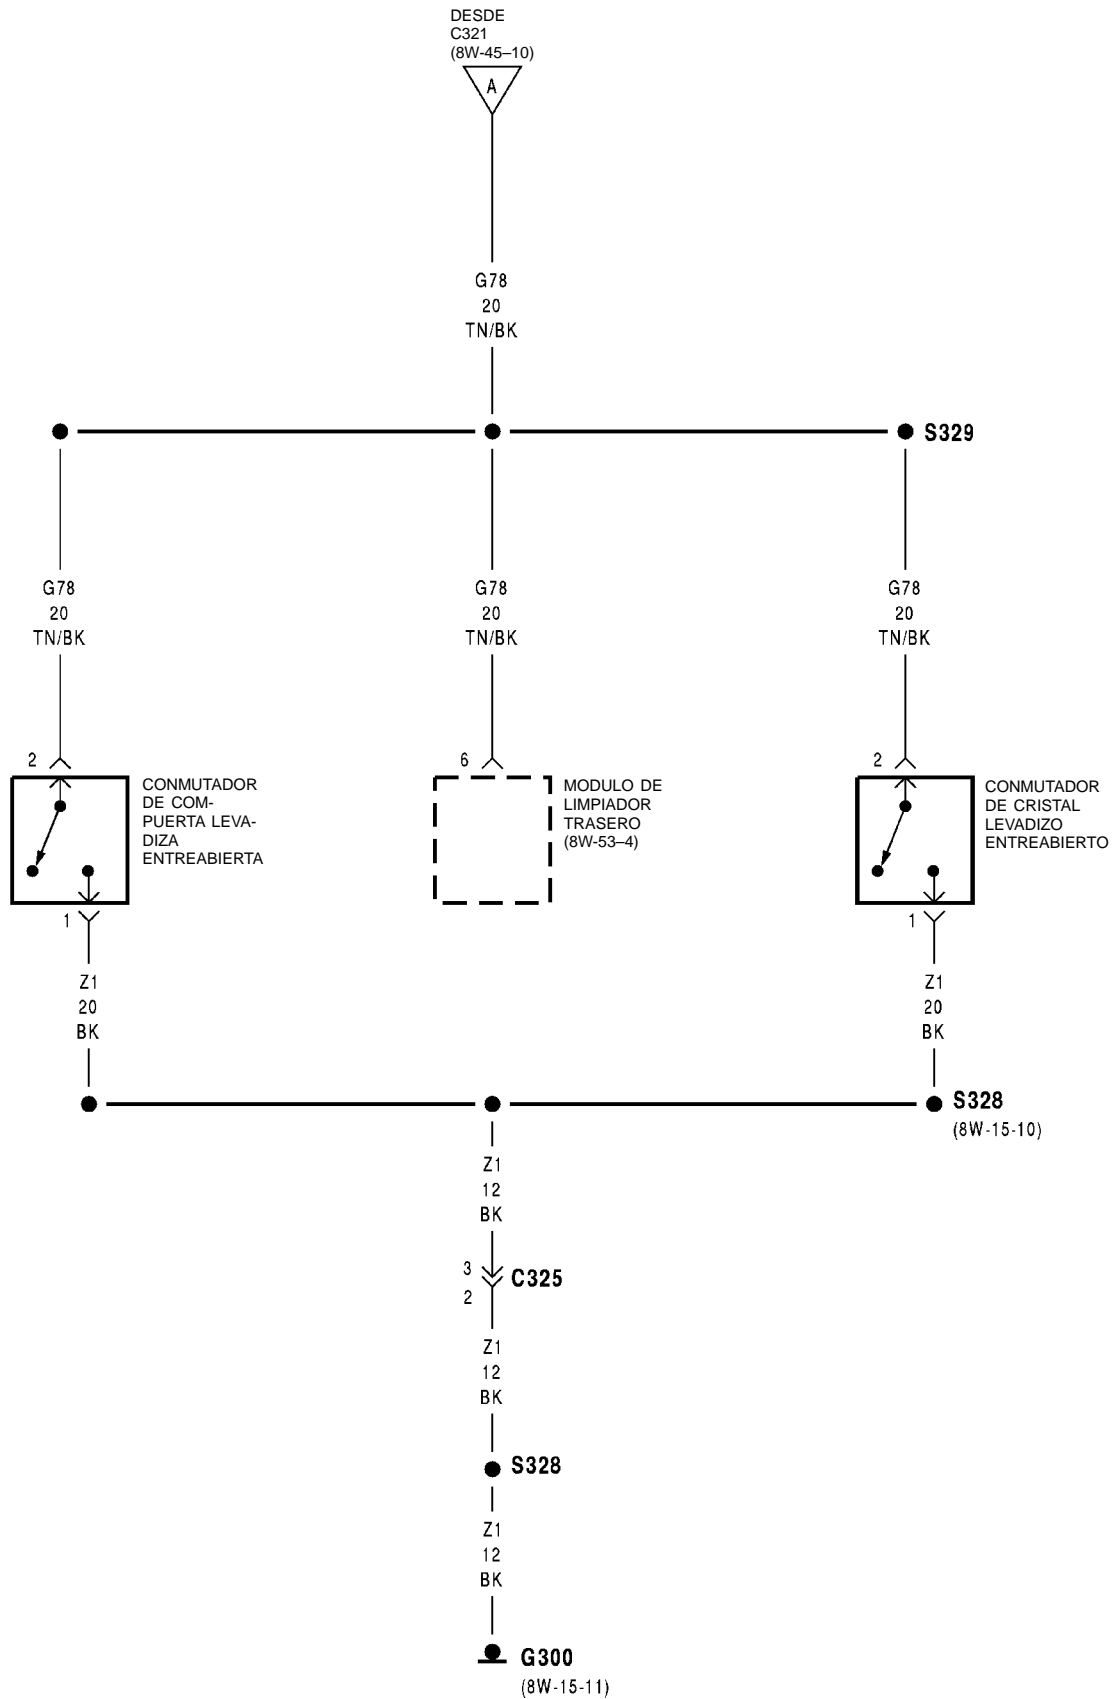 DESDE
C321
(8W-45–10)
A
G78
20
TN/BK
S329
G78
20
TN/BK
G78
20
TN/BK
G78
20
TN/BK
2
CONMUTADOR
DE COM-
PUERTA LEVA-
DIZA
ENTREABIERTA
1
6
MODULO DE
LIMPIADOR
TRASERO
(8W-53–4)
2
CONMUTADOR
DE CRISTAL
LEVADIZO
ENTREABIERTO
1
Z1
20
BK
Z1
20
BK
S328
(8W-15-10)
Z1
12
BK
3
C325
2
Z1
12
BK
S328
Z1
12
BK
G300
(8W-15-11)